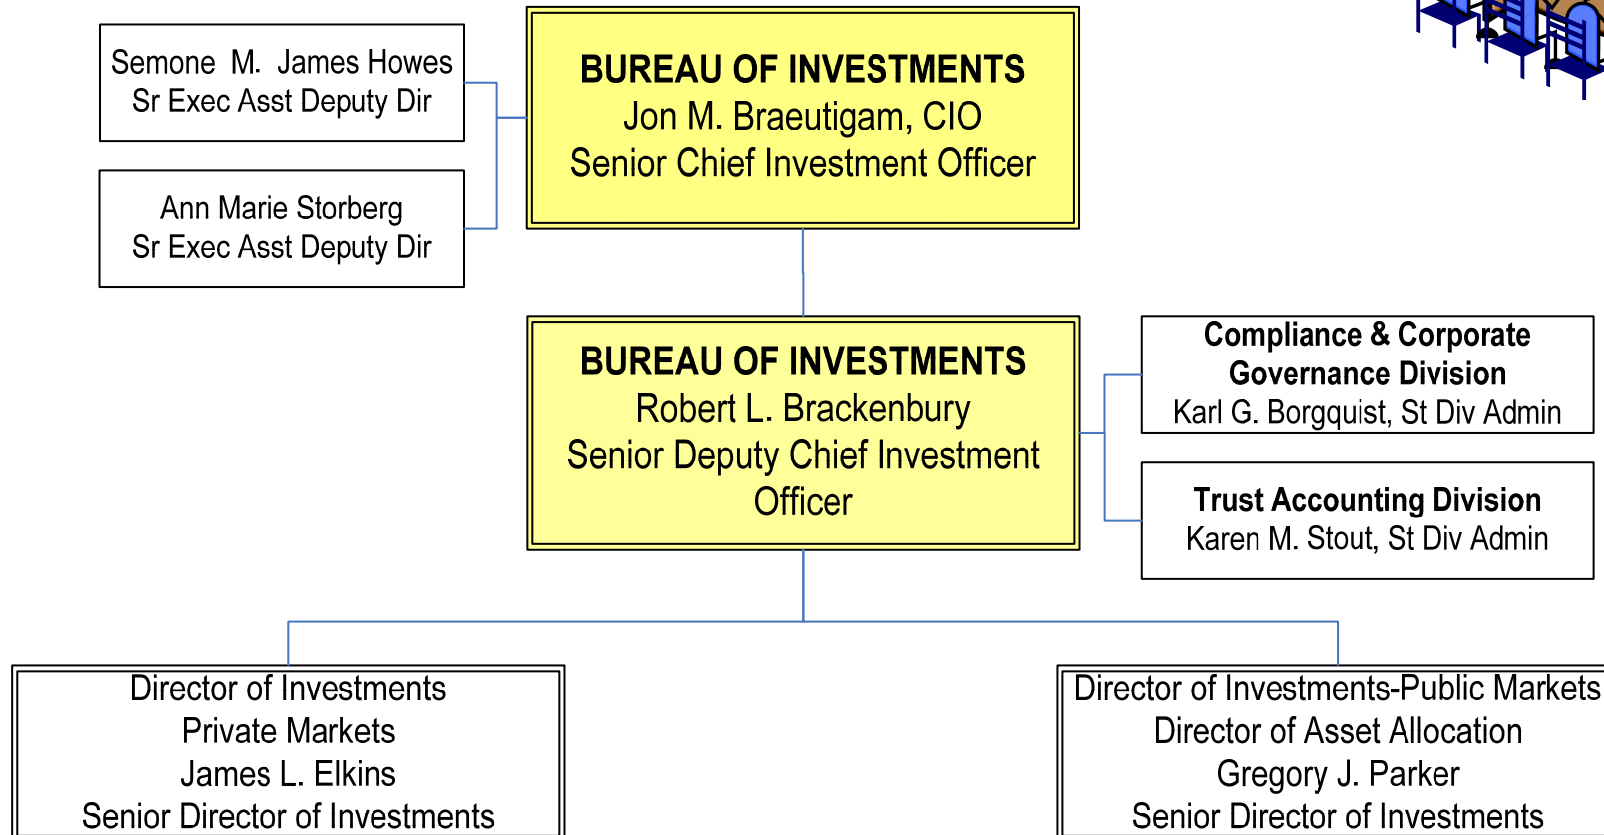 Semone M. James Howes
Sr Exec Asst Deputy Dir
BUREAU OF INVESTMENTS
Jon M. Braeutigam, CIO
Senior Chief Investment Officer
Ann Marie Storberg
Sr Exec Asst Deputy Dir
BUREAU OF INVESTMENTS
Robert L. Brackenbury
Senior Deputy Chief Investment
Officer
Compliance & Corporate
Governance Division
Karl G. Borgquist, St Div Admin
Trust Accounting Division
Karen M. Stout, St Div Admin
Director of Investments
Private Markets
James L. Elkins
Senior Director of Investments
Director of Investments-Public Markets
Director of Asset Allocation
Gregory J. Parker
Senior Director of Investments